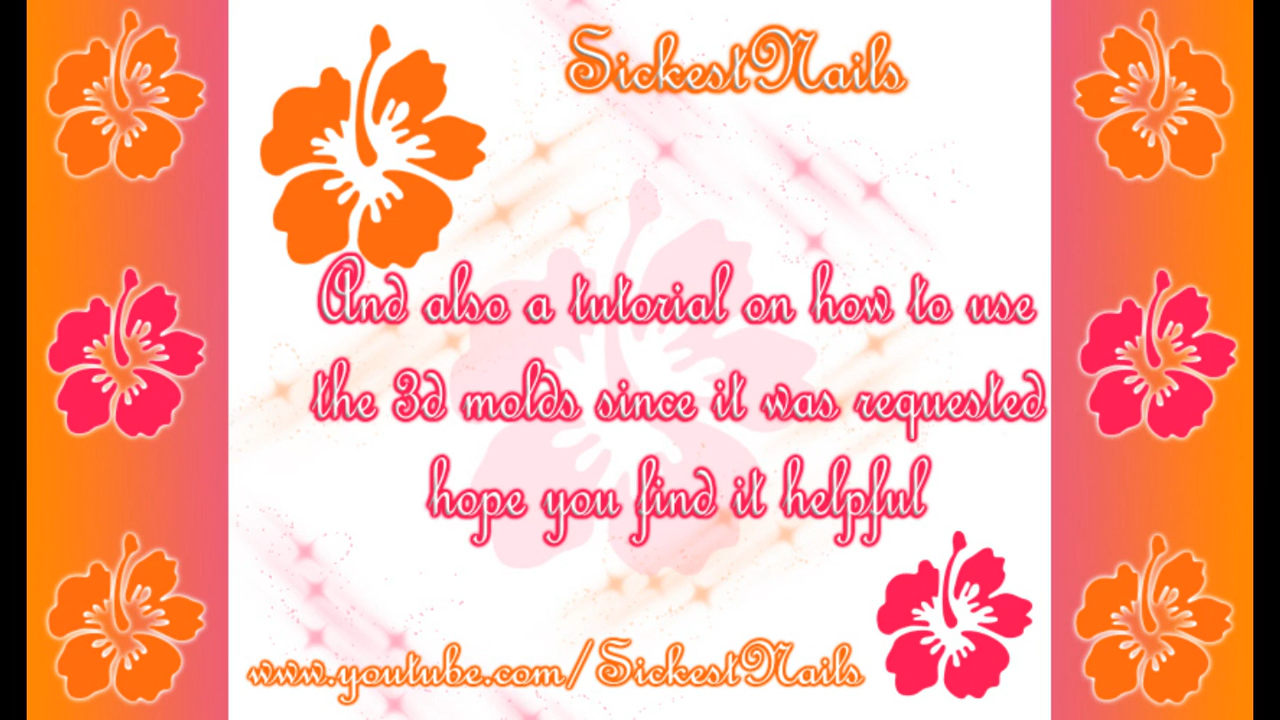 SickestNails
And also a tutorial on how to use
the 3d molds since it was requested
hope you find it helpful
www.youtube.com/SickestNails